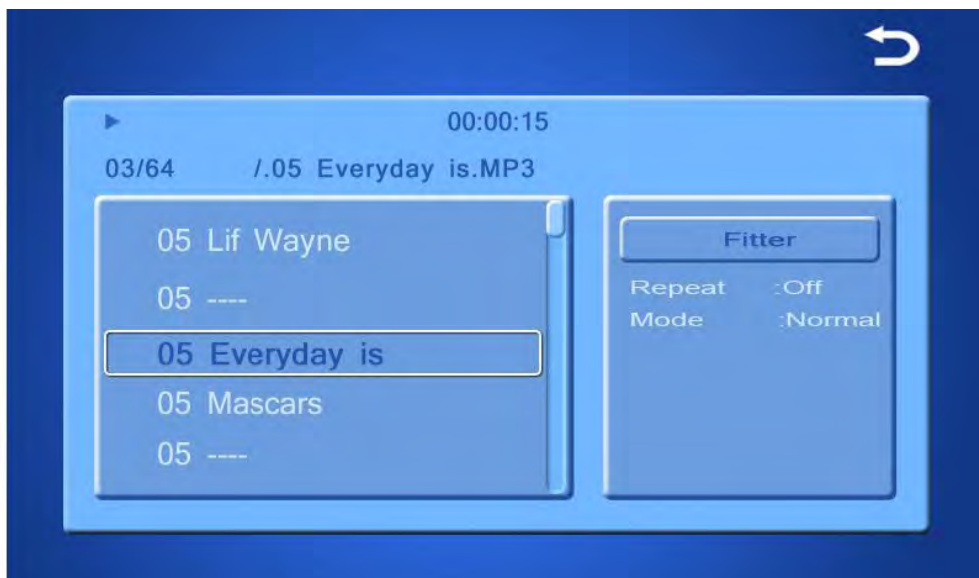 00:00:15
03/64 /.05 Everyday is.MP3
05 Lif Wayne
05 ----
05 Everyday is
05 Mascars
05 ----
Fitter
Repeat :Off
Mode :Normal